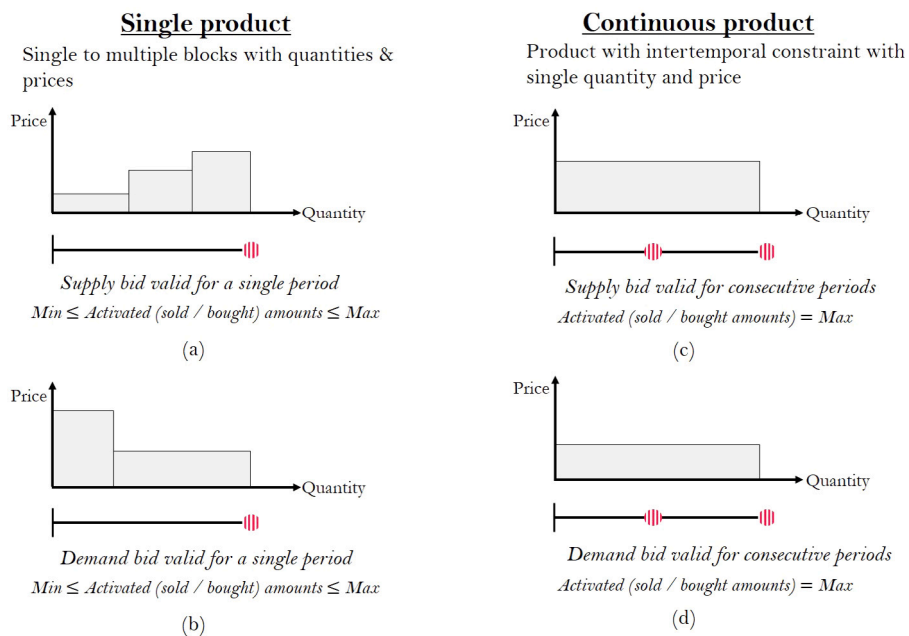 Single product
Single to multiple blocks with quantities &
prices
Price
Quantity
Supply bid valid for a single period
Min ≤ Activated (sold / bought) amounts ≤ Max
(a)
Price
Quantity
Demand bid valid for a single period
Min ≤ Activated (sold / bought) amounts ≤ Max
(b)
Continuous product
Product with intertemporal constraint with
single quantity and price
Price
Quantity
Supply bid valid for consecutive periods
Activated (sold / bought amounts) = Max
(c)
Price
Quantity
Demand bid valid for consecutive periods
Activated (sold / bought amounts) = Max
(d)